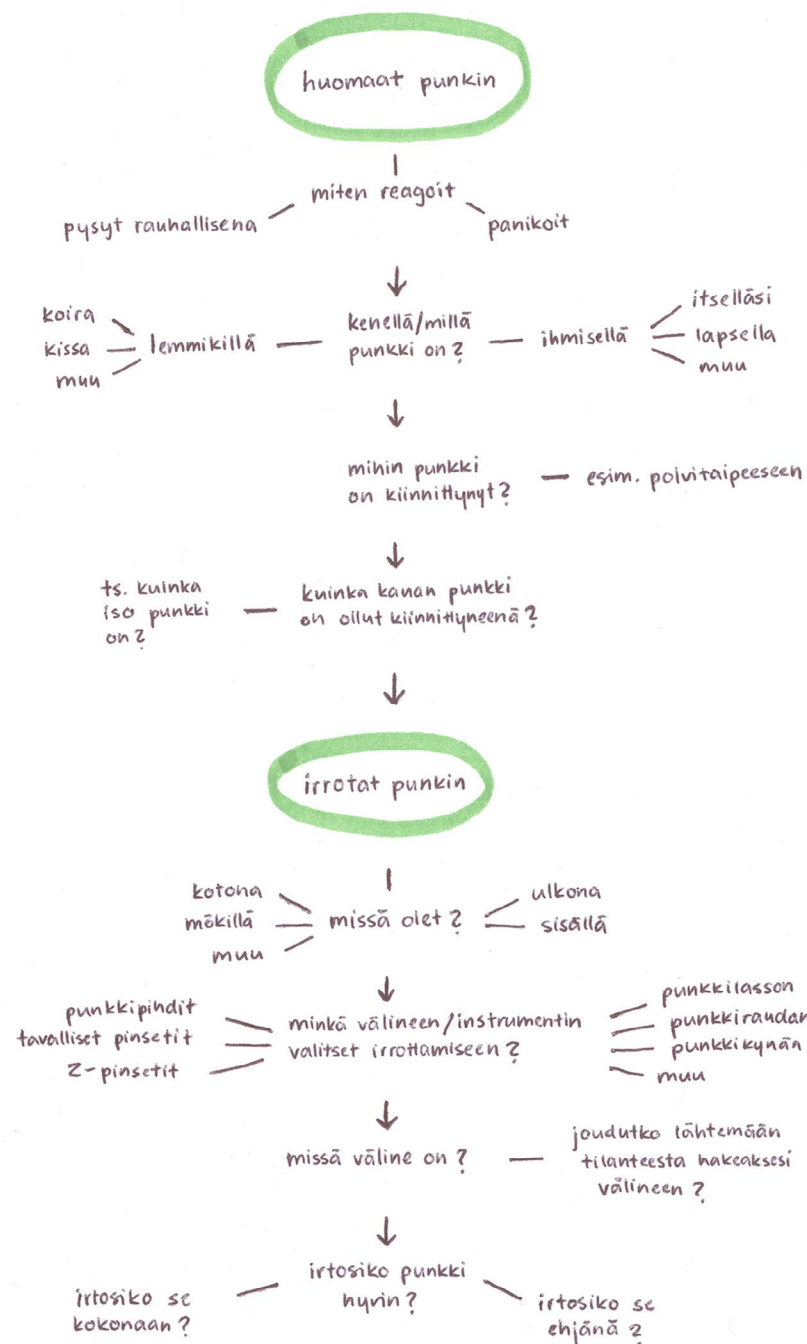 huomaat punkin
miten reagoit
pysyt rauhallisena
panikoit
koira
kissa
muu
lemmikillä
kenellä/millä
punkki on?
ihmisellä
itselläsi
lapsella
muu
mihin punkki
on kiinnittynyt?
esim. polvitaipeeseen
ts. kuinka
iso punkki
on?
kuinka kauan punkki
on ollut kiinnittyneenä?
irrotat punkin
kotona
mökillä
muu
missä olet?
ulkona
sisällä
punkkipihdit
tavalliset pinsetit
z-pinsetit
minkä välineen/instrumentin
valitset irrottamiseen?
punkkilasson
punkkiraudan
punkkikynän
muu
missä väline on?
joudutko lähtemään
tilanteesta hakeaksesi
välineen?
irtosiko punkki
hyvin?
irtosiko se
kokonaan?
irtosiko se
ehjänä?